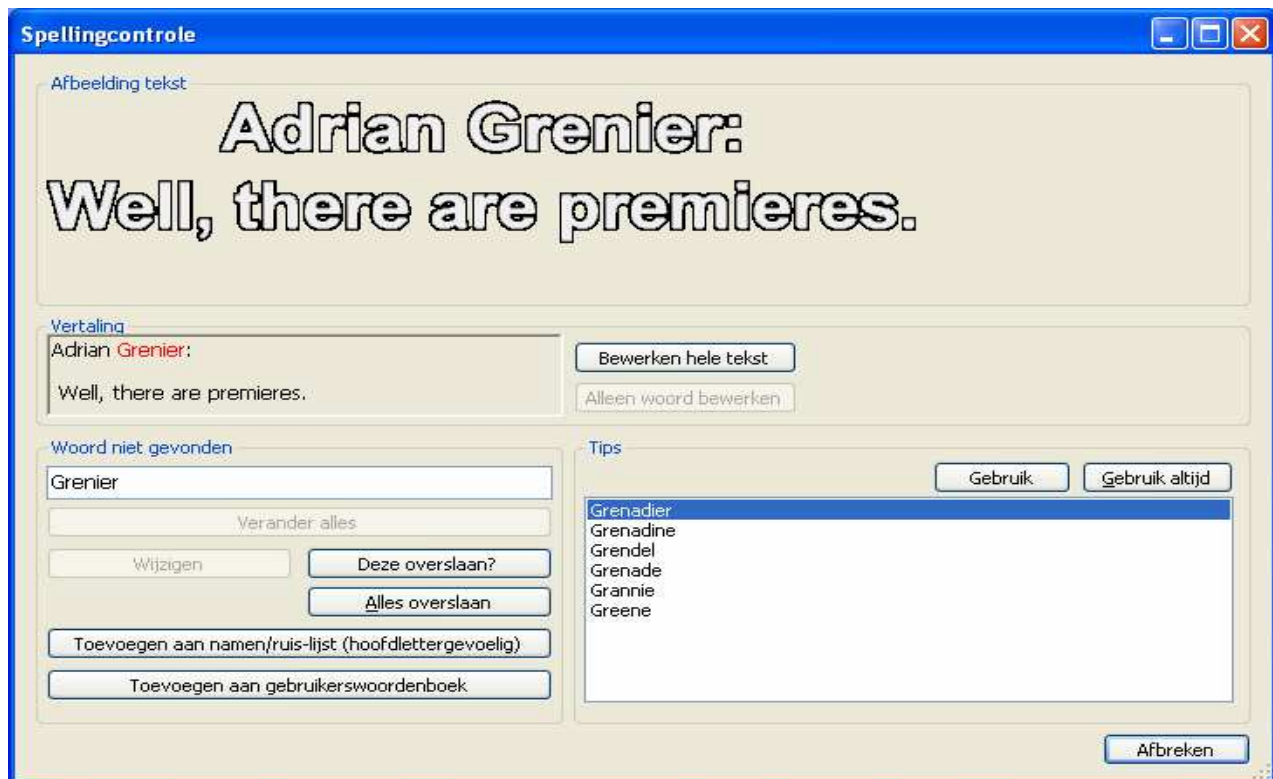 Spellingcontrole
Afbeelding tekst
Adrian Grenier:
Well, there are premieres.
Vertaling
Adrian Grenier:
Well, there are premieres.
Bewerken hele tekst
Alleen woord bewerken
Woord niet gevonden
Grenier
Verander alles
Wijzigen
Deze overslaan?
Alles overslaan
Toevoegen aan namen/ruis-lijst (hoofdlettergevoelig)
Toevoegen aan gebruikerswoordenboek
Tips
Gebruik
Gebruik altijd
Grenadier
Grenadine
Grendel
Grenade
Grannie
Greene
Afbreken